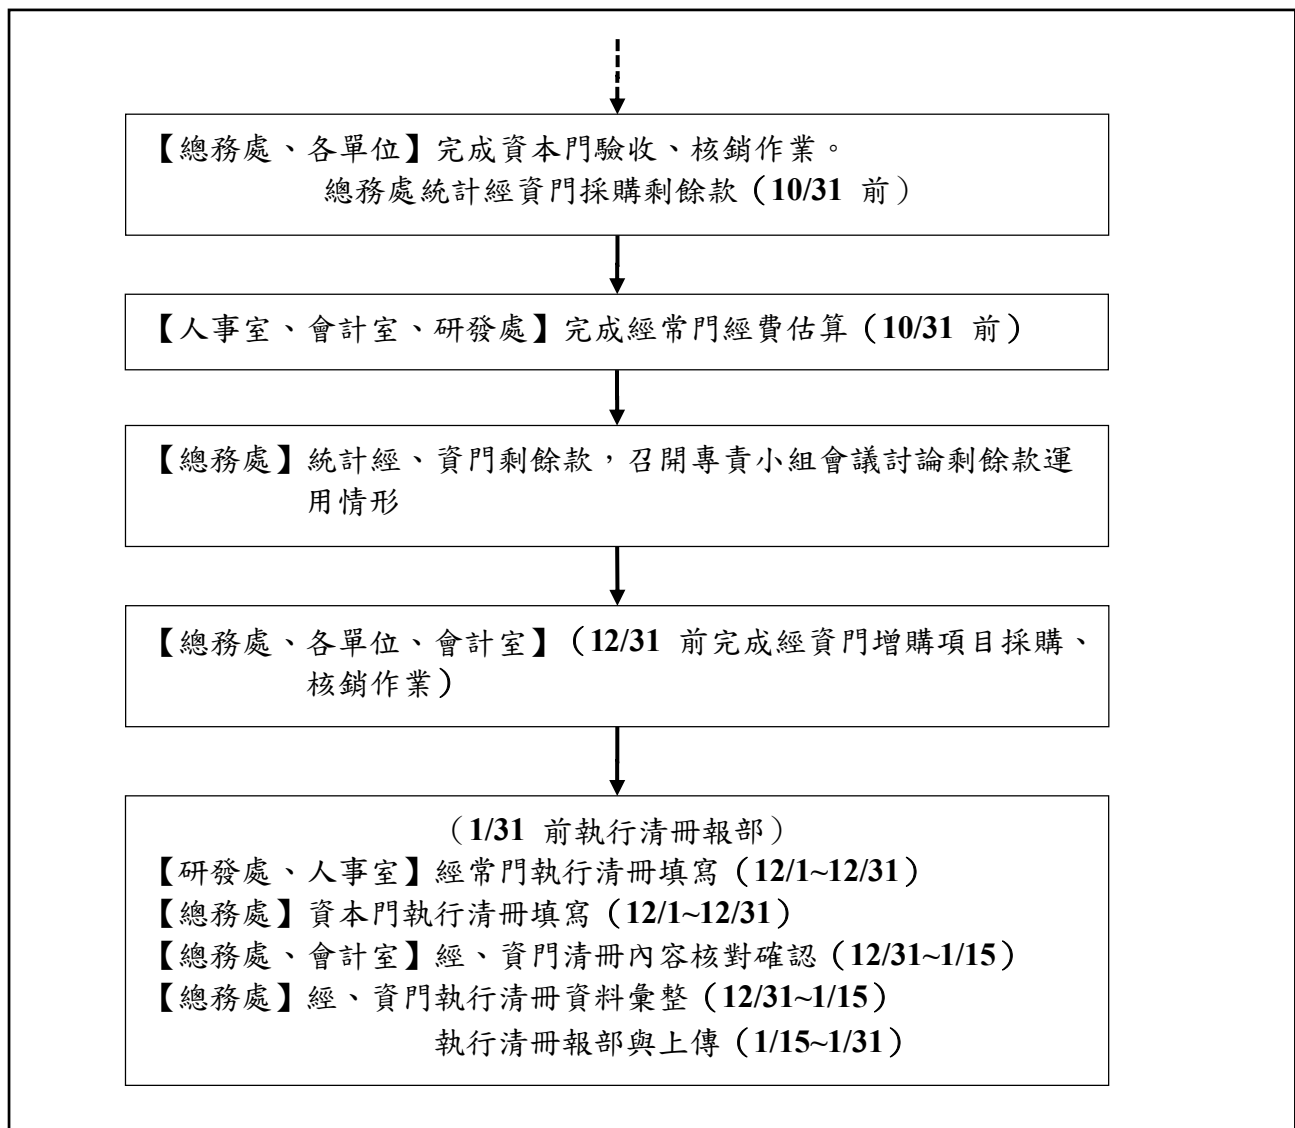 【總務處、各單位】完成資本門驗收、核銷作業。
總務處統計經資門採購剩餘款（10/31 前）
【人事室、會計室、研發處】完成經常門經費估算（10/31 前）
【總務處】統計經、資門剩餘款，召開專責小組會議討論剩餘款運
用情形
【總務處、各單位、會計室】（12/31 前完成經資門增購項目採購、
核銷作業）
（1/31 前執行清冊報部）
【研發處、人事室】經常門執行清冊填寫（12/1~12/31）
【總務處】資本門執行清冊填寫（12/1~12/31）
【總務處、會計室】經、資門清冊內容核對確認（12/31~1/15）
【總務處】經、資門執行清冊資料彙整（12/31~1/15）
執行清冊報部與上傳（1/15~1/31）